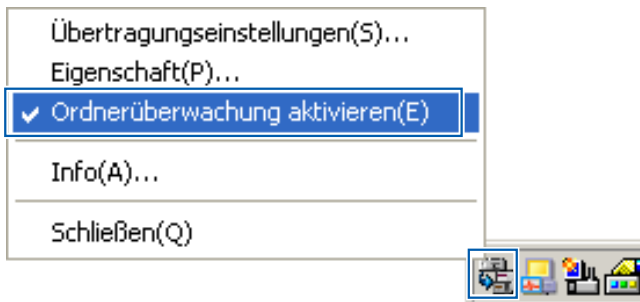 Übertragungseinstellungen(S)...
Eigenschaft(P)...
Ordnerüberwachung aktivieren(E)
Info(A)...
Schließen(Q)